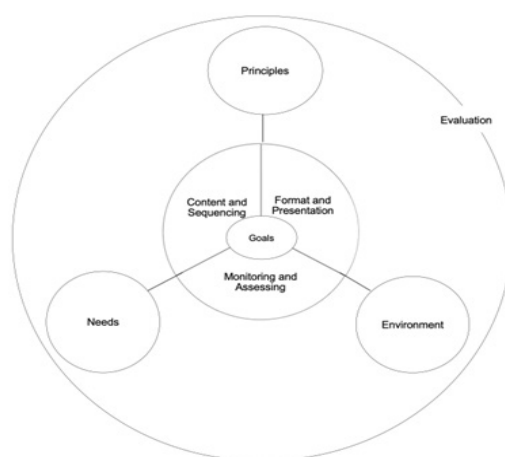 Principles
Evaluation
Content and
Sequencing
Format and
Presentation
Goals
Monitoring and
Assessing
Needs
Environment